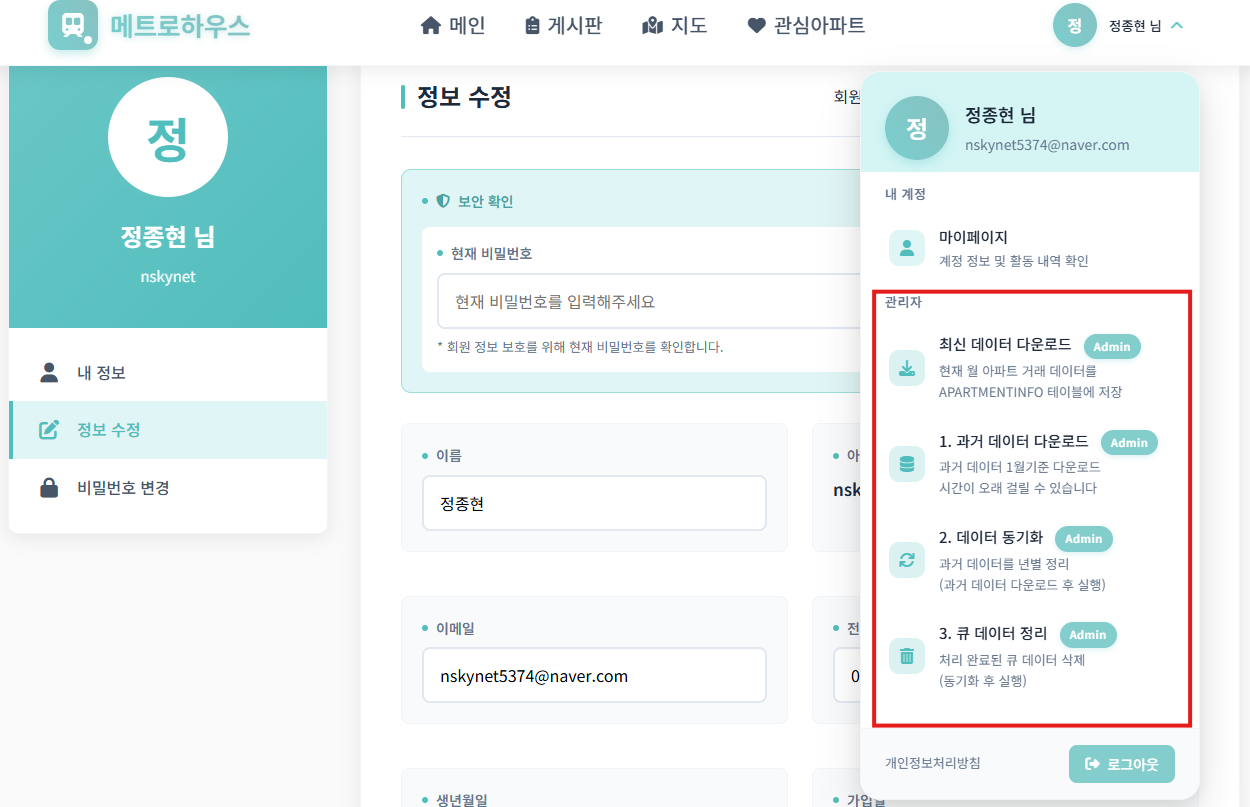 메트로하우스
메인
게시판
지도
관심아파트
정
정종현 님
정
정종현 님
nskynet
내 정보
정보 수정
비밀번호 변경
정보 수정
회원
보안 확인
현재 비밀번호
현재 비밀번호를 입력해주세요
* 회원 정보 보호를 위해 현재 비밀번호를 확인합니다.
이름
정종현
아
nsk
이메일
nskynet5374@naver.com
전
0
생년월일
가입일
정
정종현 님
nskynet5374@naver.com
내 계정
마이페이지
계정 정보 및 활동 내역 확인
관리자
최신 데이터 다운로드 Admin
현재 월 아파트 거래 데이터를
APARTMENTINFO 테이블에 저장
1. 과거 데이터 다운로드 Admin
과거 데이터 1월기준 다운로드
시간이 오래 걸릴 수 있습니다
2. 데이터 동기화 Admin
과거 데이터를 년별 정리
(과거 데이터 다운로드 후 실행)
3. 큐 데이터 정리 Admin
처리 완료된 큐 데이터 삭제
(동기화 후 실행)
개인정보처리방침
로그아웃